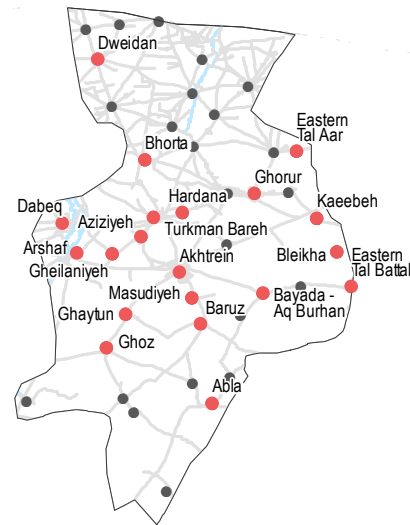 Dweidan
Eastern
Tal Aar
Bhorta
Ghorur
Hardana
Kaeebeh
Dabeq
Aziziyeh
Turkman Bareh
Arshaf
Gheilaniyeh
Akhtrein
Bleikha
Eastern
Tal Battal
Masudiyeh
Ghaytun
Baruz
Bayada -
Aq Burhan
Ghoz
Abla